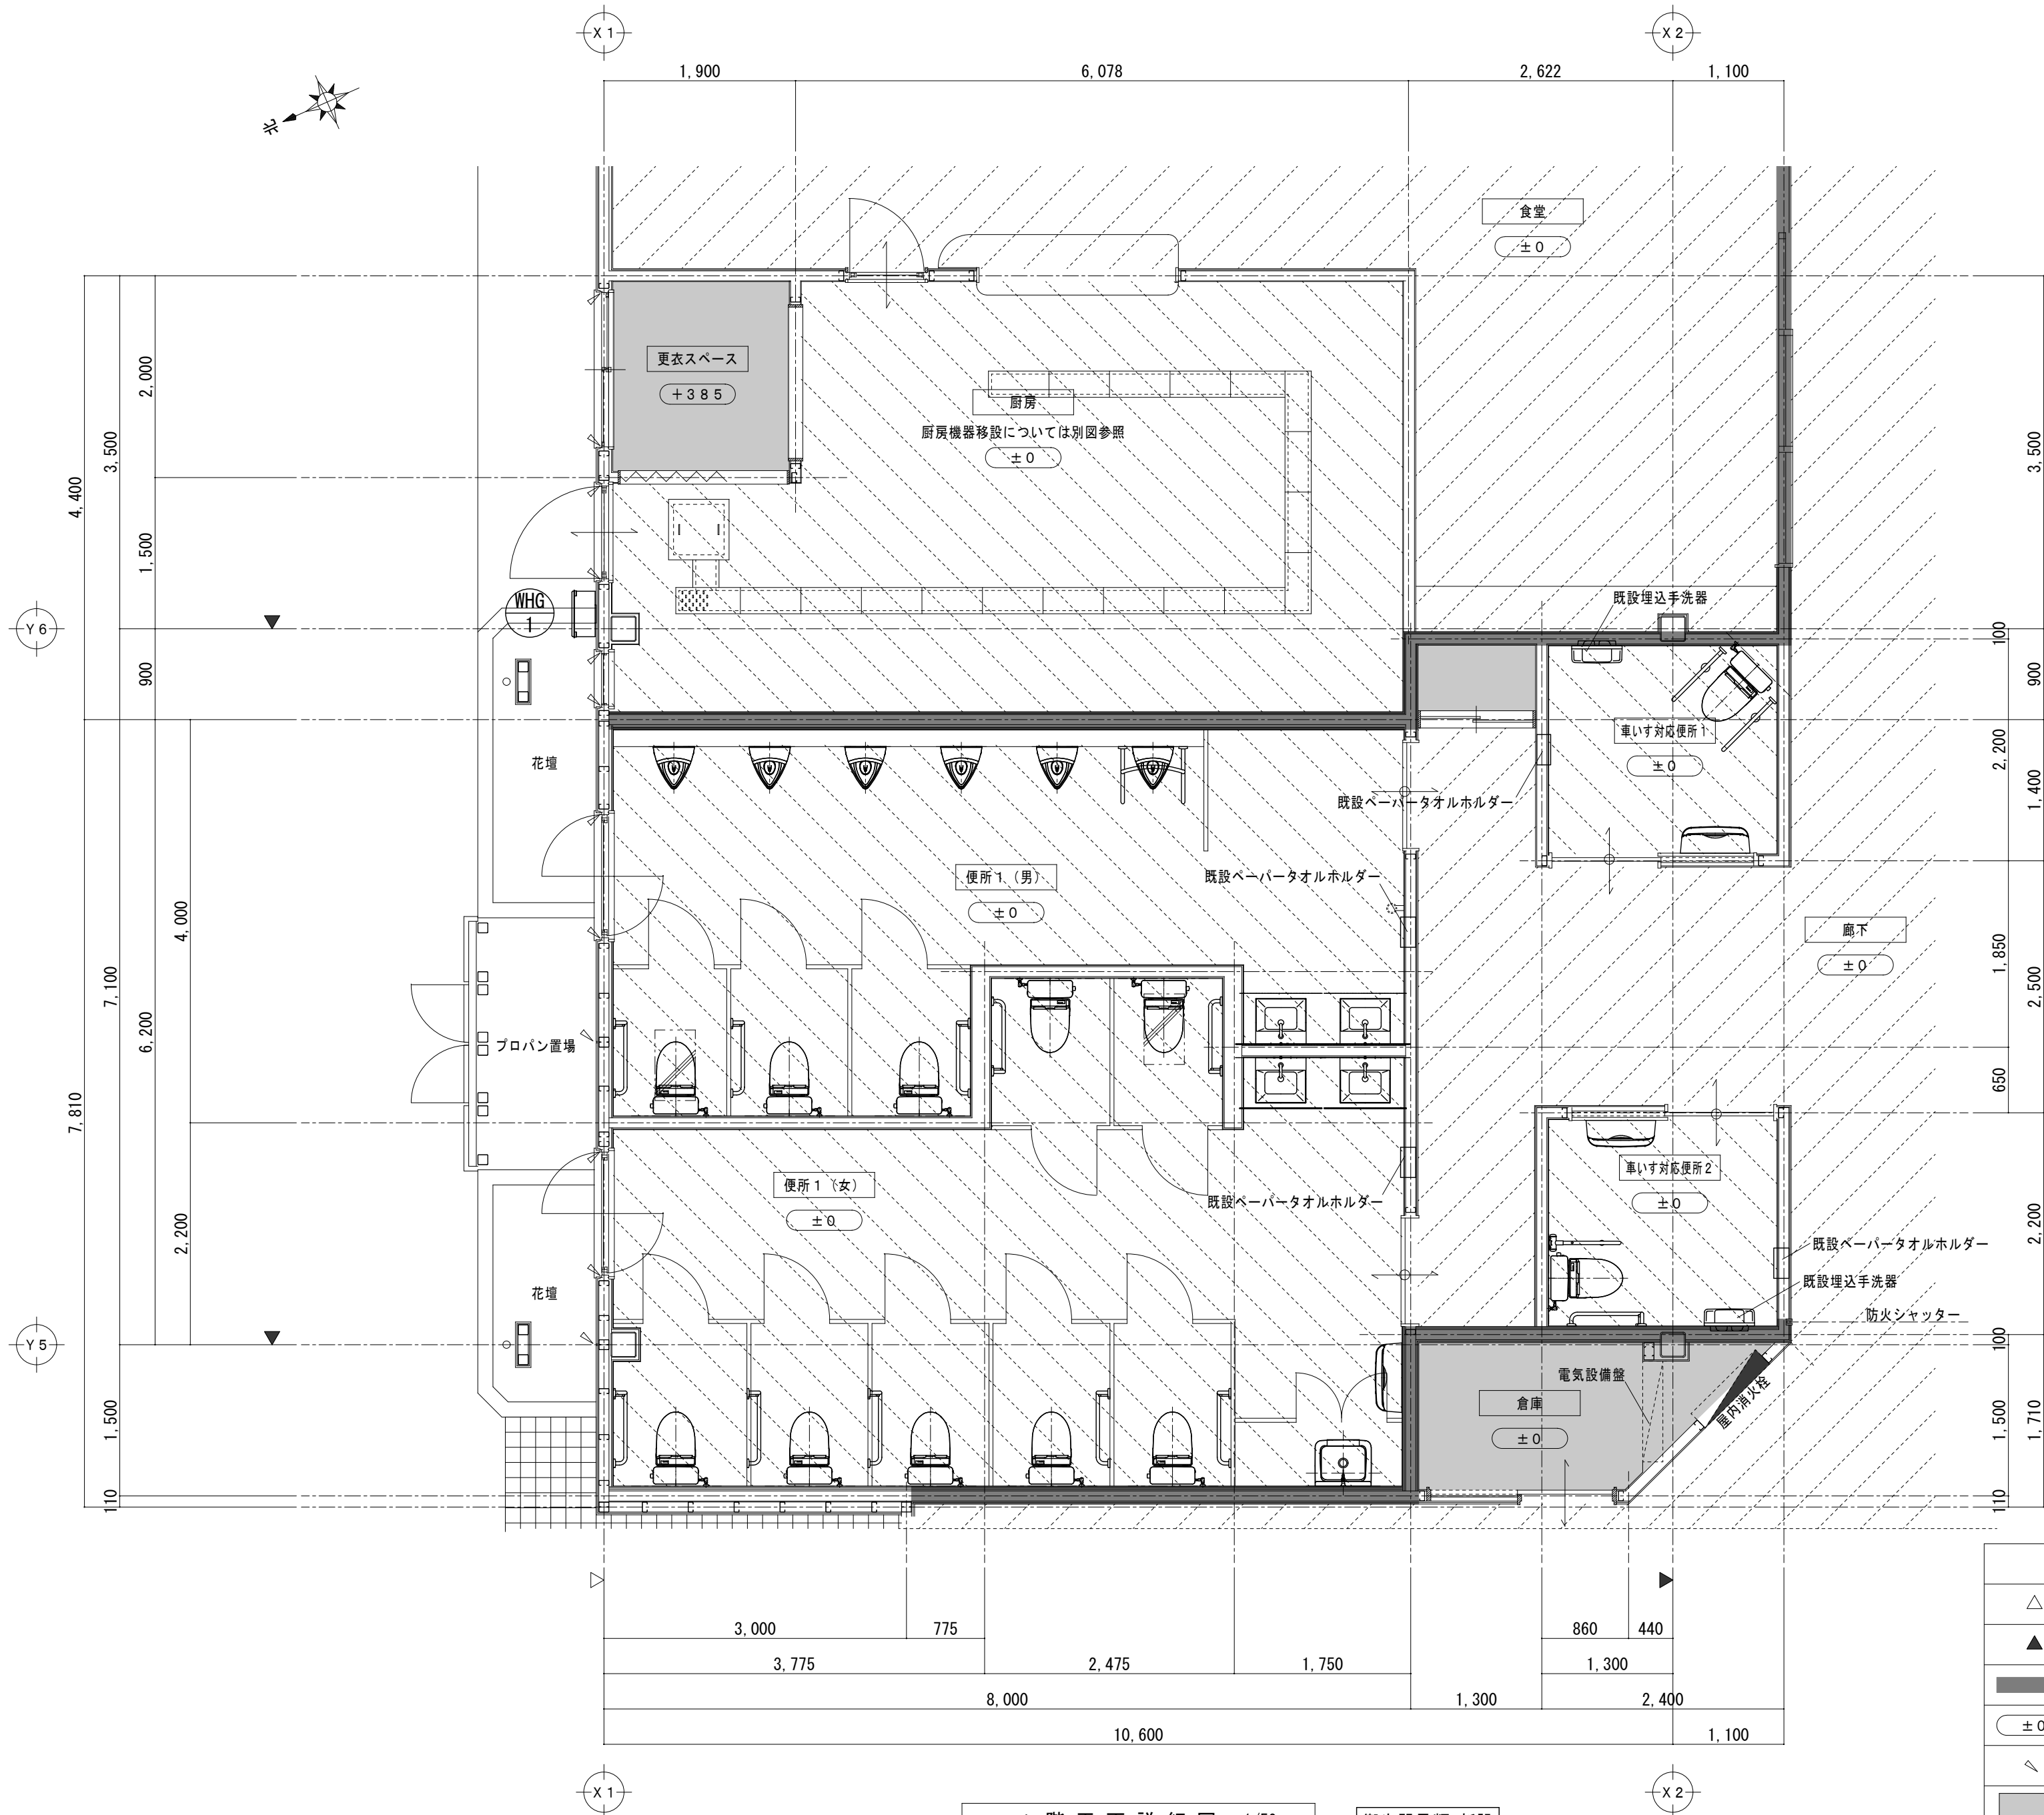 X1
X2
1,900
6,078
2,622
1,100
北
食堂
±0
更衣スペース
+385
厨房
厨房機器移設については別図参照
±0
2,000
3,500
4,400
1,500
3,500
WHG
1
Y6
既設埋込手洗器
100
900
900
車いす対応便所1
±0
2,200
1,400
花壇
既設ペーパータオルホルダー
便所1(男)
±0
既設ペーパータオルホルダー
廊下
±0
4,000
7,100
6,200
7,810
1,850
2,500
プロパン置場
650
車いす対応便所2
±0
便所1(女)
±0
既設ペーパータオルホルダー
2,200
2,200
既設ペーパータオルホルダー
既設埋込手洗器
花壇
防火シャッター
Y5
100
電気設備盤
倉庫
±0
屋内消火栓
1,500
1,500
1,710
110
110
3,000
775
860
440
3,775
2,475
1,750
1,300
8,000
1,300
2,400
10,600
1,100
±0
X1
X2